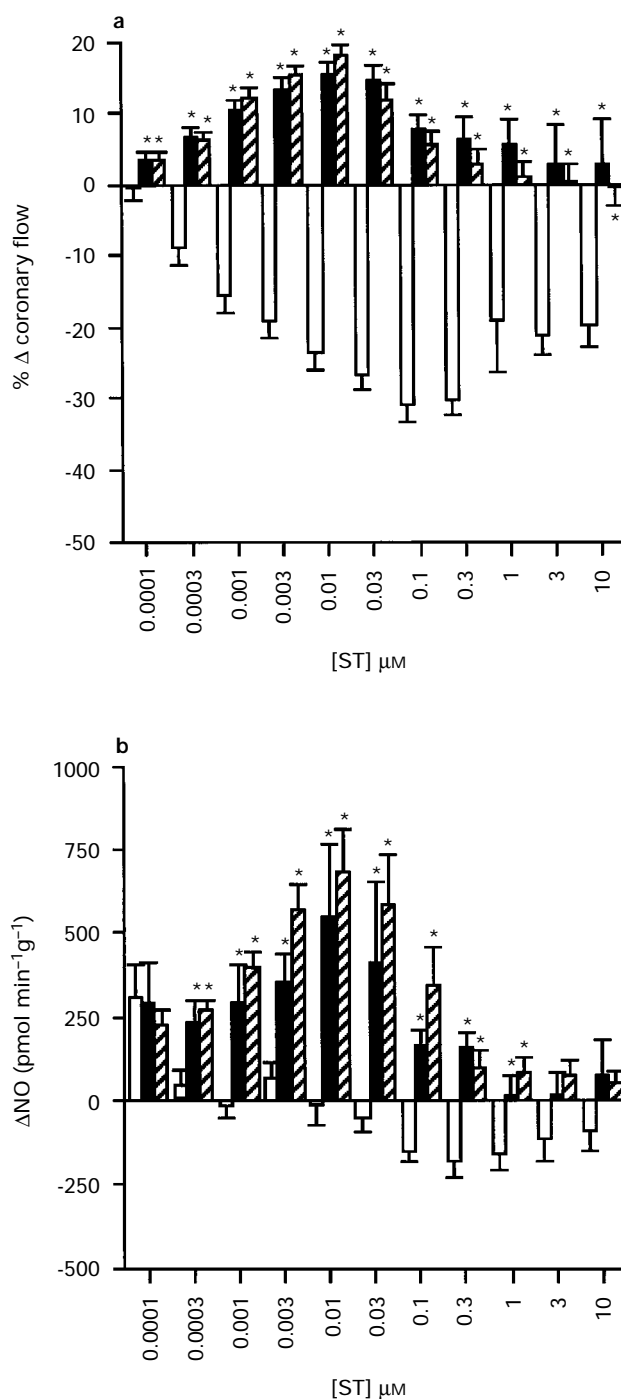 a
20
10
0
-10
-20
-30
-40
-50
% Δ coronary flow
* * * * * * * * * * * * * * * * * * * * * *
0.0001 0.0003 0.001 0.003 0.01 0.03 0.1 0.3 1 3 10
[ST] μM
b
1000
750
500
250
0
-250
-500
ΔNO (pmol min⁻¹g⁻¹)
* * * * * * * * * * * * * * * *
0.0001 0.0003 0.001 0.003 0.01 0.03 0.1 0.3 1 3 10
[ST] μM